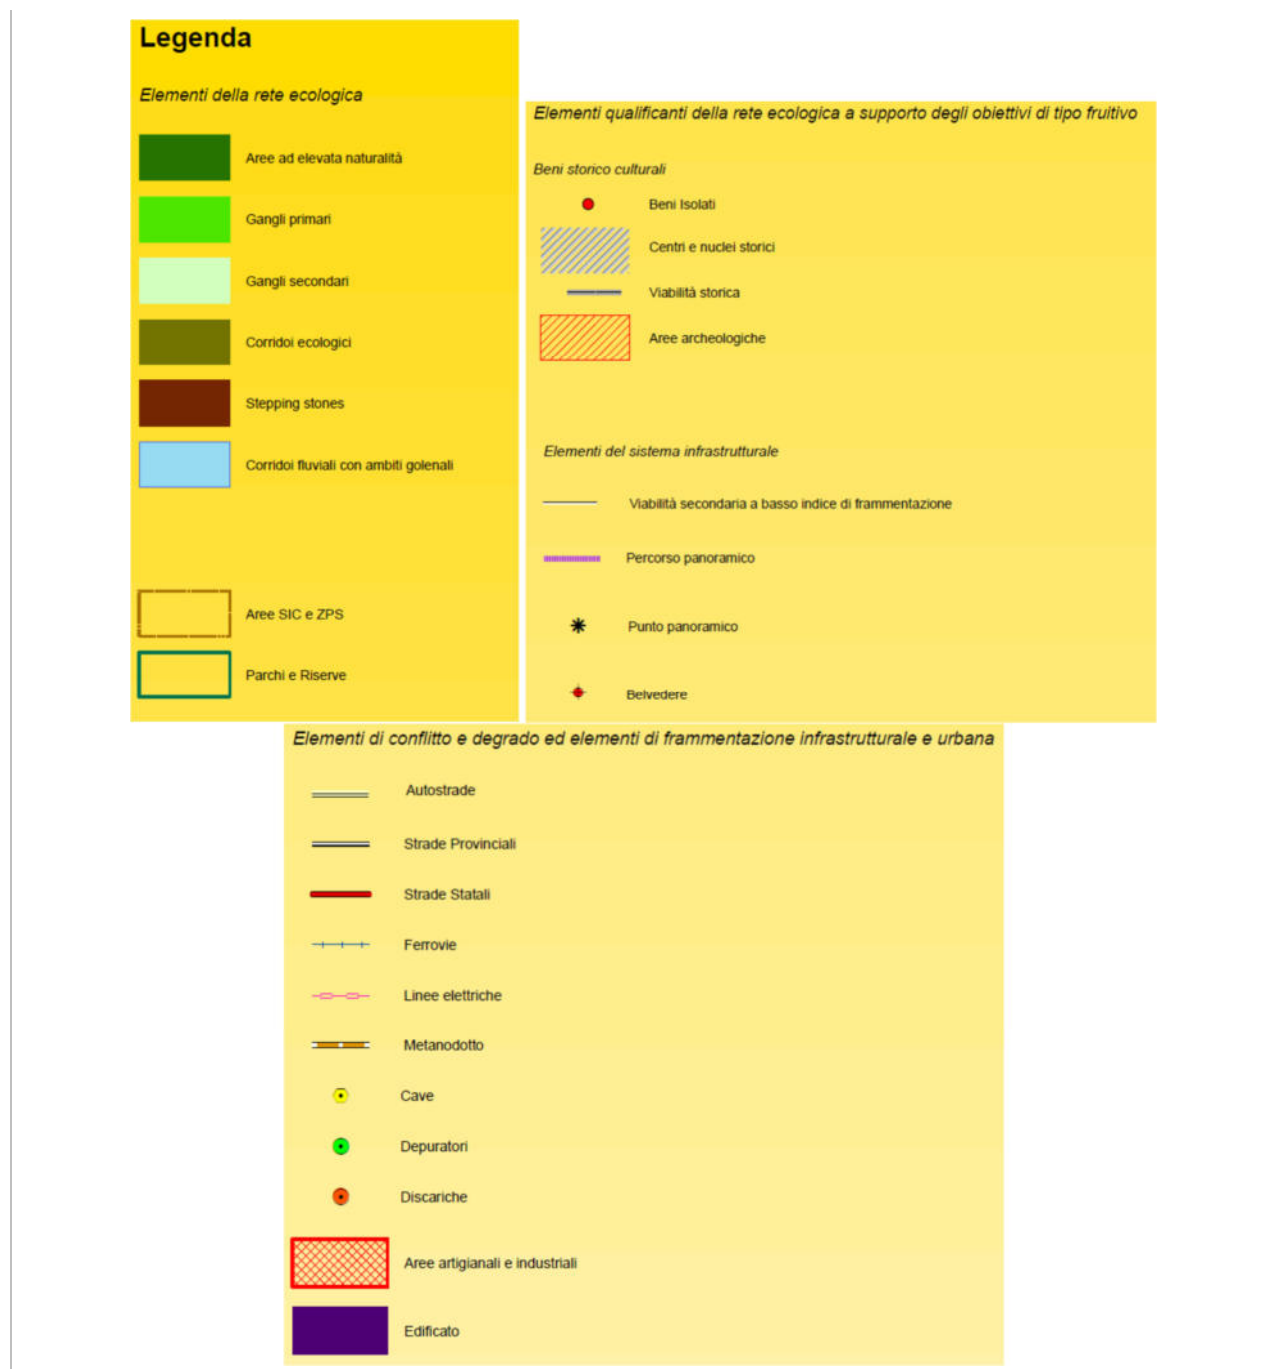 Legenda
Elementi della rete ecologica
Aree ad elevata naturalità
Gangli primari
Gangli secondari
Corridoi ecologici
Stepping stones
Corridoi fluviali con ambiti golenali
Aree SIC e ZPS
Parchi e Riserve
Elementi qualificanti della rete ecologica a supporto degli obiettivi di tipo fruitivo
Beni storico culturali
Beni Isolati
Centri e nuclei storici
Viabilità storica
Aree archeologiche
Elementi del sistema infrastrutturale
Viabilità secondaria a basso indice di frammentazione
Percorso panoramico
Punto panoramico
Belvedere
Elementi di conflitto e degrado ed elementi di frammentazione infrastrutturale e urbana
Autostrade
Strade Provinciali
Strade Statali
Ferrovie
Linee elettriche
Metanodotto
Cave
Depuratori
Discariche
Aree artigianali e industriali
Edificato